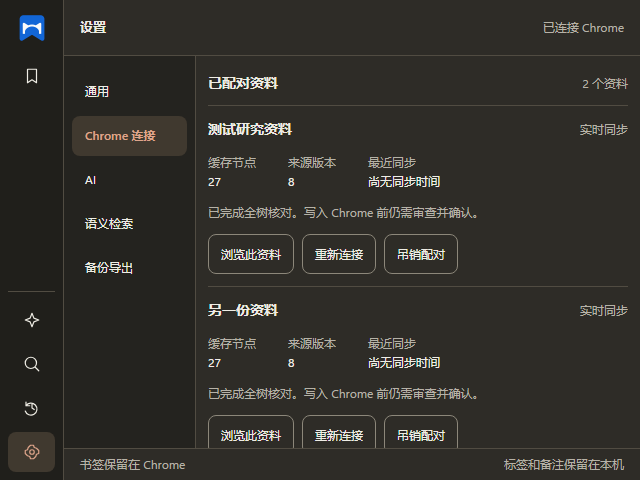 设置
已连接 Chrome
通用
Chrome 连接
AI
语义检索
备份导出
已配对资料
2 个资料
测试研究资料
实时同步
缓存节点 来源版本 最近同步
27 8 尚无同步时间
已完成全树核对。写入 Chrome 前仍需审查并确认。
浏览此资料 重新连接 吊销配对
另一份资料
实时同步
缓存节点 来源版本 最近同步
27 8 尚无同步时间
已完成全树核对。写入 Chrome 前仍需审查并确认。
浏览此资料 重新连接 吊销配对
书签保留在 Chrome
标签和备注保留在本机